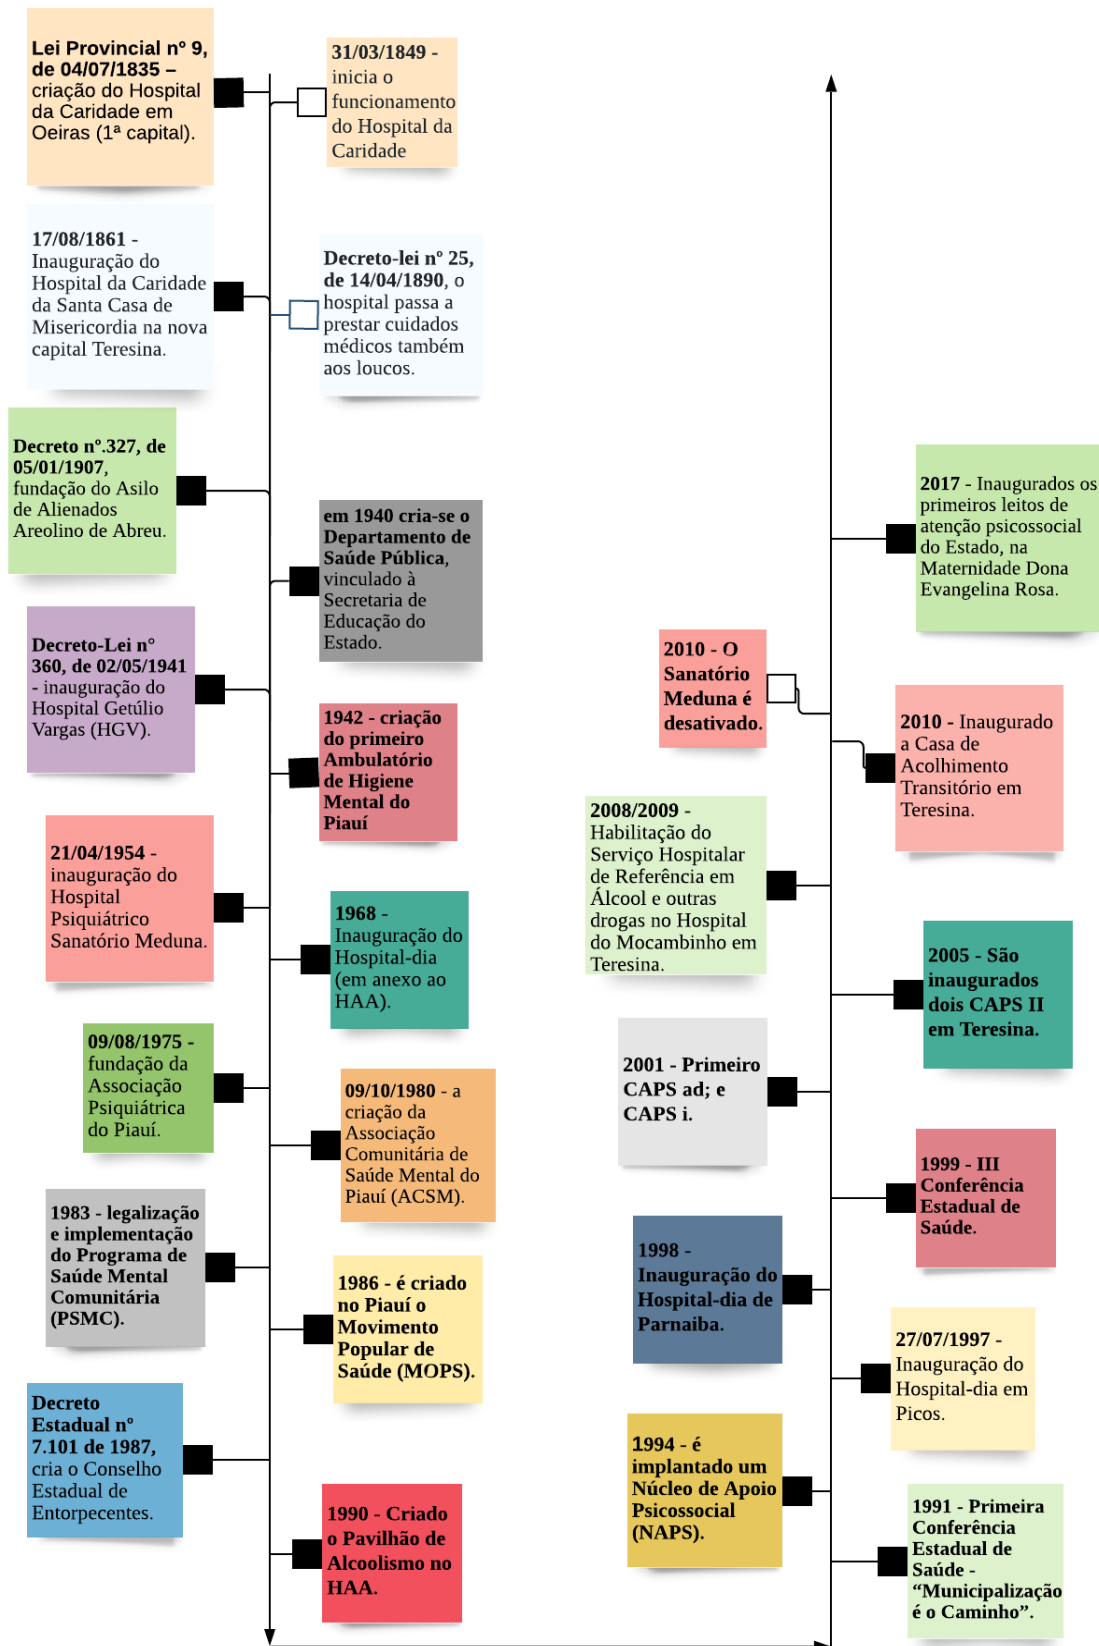 Lei Provincial nº 9,
de 04/07/1835 –
criação do Hospital
da Caridade em
Oeiras (1ª capital).
31/03/1849 -
inicia o
funcionamento
do Hospital da
Caridade
17/08/1861 -
Inauguração do
Hospital da Caridade
da Santa Casa de
Misericordia na nova
capital Teresina.
Decreto-lei nº 25,
de 14/04/1890, o
hospital passa a
prestar cuidados
médicos também
aos loucos.
Decreto nº.327, de
05/01/1907,
fundação do Asilo
de Alienados
Areolino de Abreu.
em 1940 cria-se o
Departamento de
Saúde Pública,
vinculado à
Secretaria de
Educação do
Estado.
Decreto-Lei n°
360, de 02/05/1941
- inauguração do
Hospital Getúlio
Vargas (HGV).
1942 - criação
do primeiro
Ambulatório
de Higiene
Mental do
Piauí
21/04/1954 -
inauguração do
Hospital
Psiquiátrico
Sanatório Meduna.
1968 -
Inauguração do
Hospital-dia
(em anexo ao
HAA).
09/08/1975 -
fundação da
Associação
Psiquiátrica
do Piauí.
09/10/1980 - a
criação da
Associação
Comunitária de
Saúde Mental do
Piauí (ACSM).
1983 - legalização
e implementação
do Programa de
Saúde Mental
Comunitária
(PSMC).
1986 - é criado
no Piauí o
Movimento
Popular de
Saúde (MOPS).
Decreto
Estadual nº
7.101 de 1987,
cria o Conselho
Estadual de
Entorpecentes.
1990 - Criado
o Pavilhão de
Alcoolismo no
HAA.
1991 - Primeira
Conferência
Estadual de
Saúde -
“Municipalização
é o Caminho”.
1994 - é
implantado um
Núcleo de Apoio
Psicossocial
(NAPS).
27/07/1997 -
Inauguração do
Hospital-dia em
Picos.
1998 -
Inauguração do
Hospital-dia de
Parnaiba.
1999 - III
Conferência
Estadual de
Saúde.
2001 - Primeiro
CAPS ad; e
CAPS i.
2005 - São
inaugurados
dois CAPS II
em Teresina.
2008/2009 -
Habilitação do
Serviço Hospitalar
de Referência em
Álcool e outras
drogas no Hospital
do Mocambinho em
Teresina.
2010 - Inaugurado
a Casa de
Acolhimento
Transitório em
Teresina.
2010 - O
Sanatório
Meduna é
desativado.
2017 - Inaugurados os
primeiros leitos de
atenção psicossocial
do Estado, na
Maternidade Dona
Evangelina Rosa.